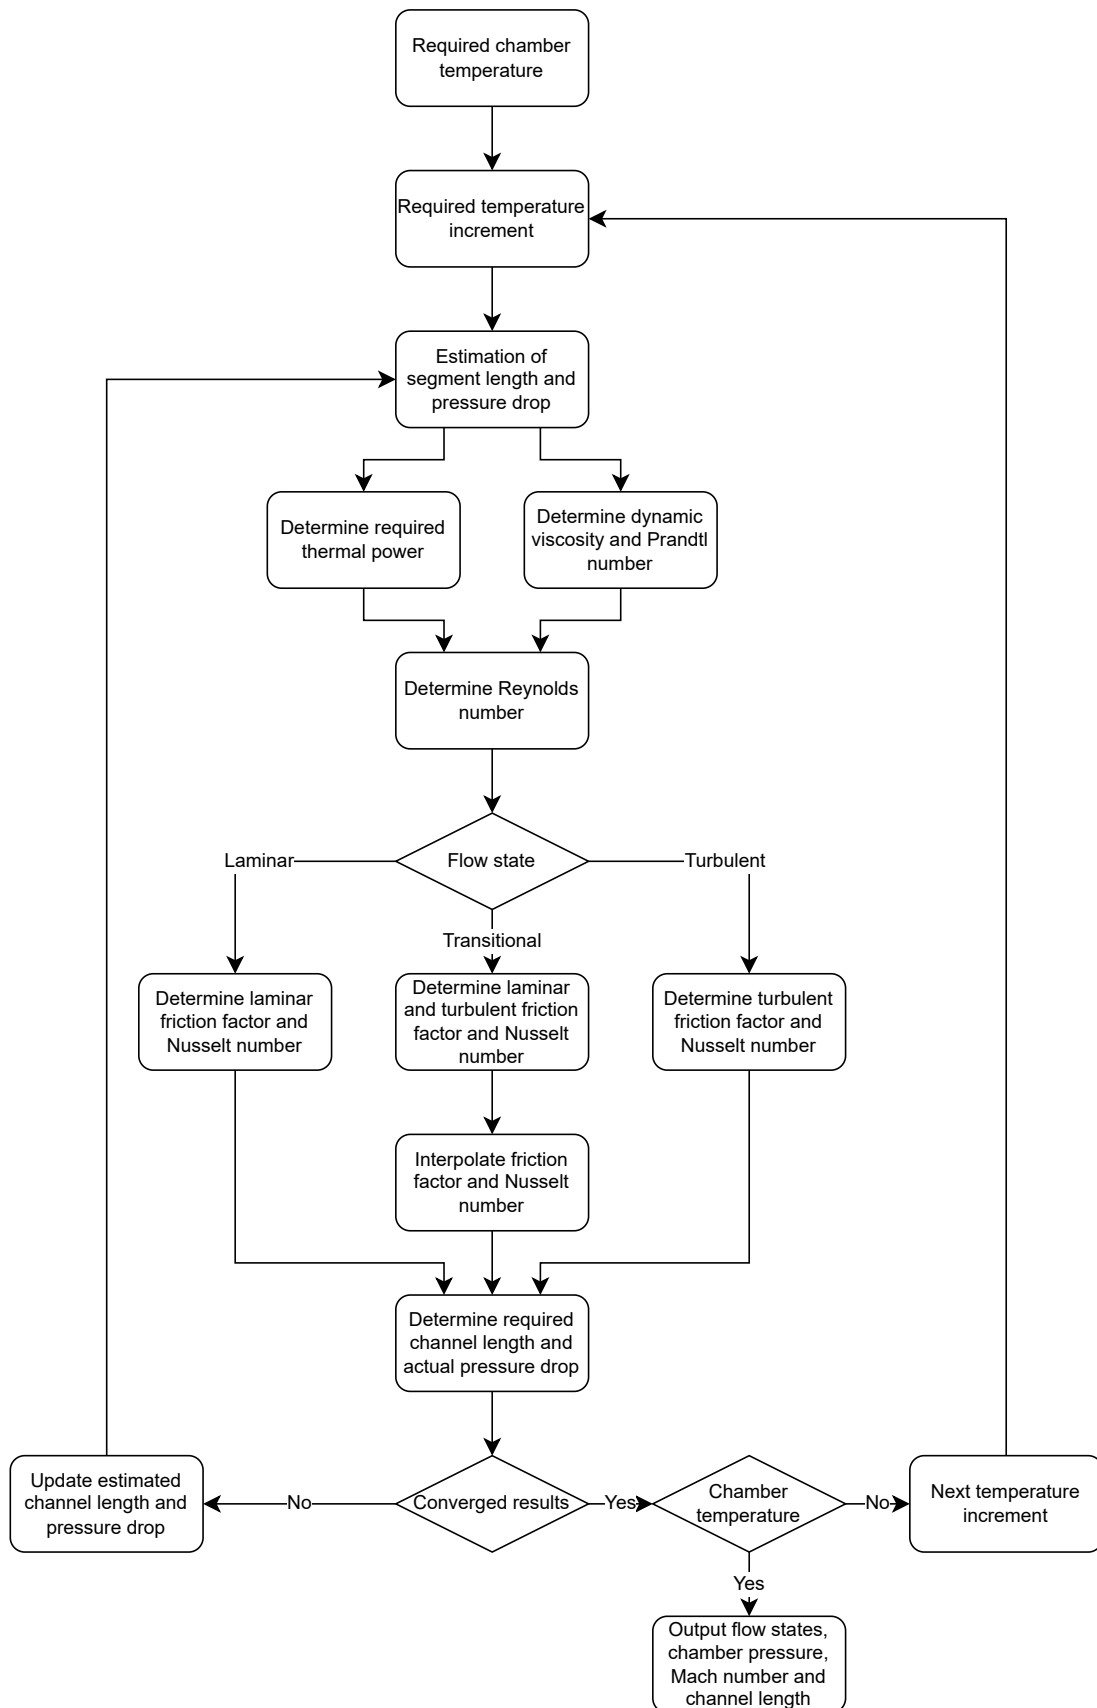 Required chamber
temperature
Required temperature
increment
Estimation of
segment length and
pressure drop
Determine required
thermal power
Determine dynamic
viscosity and Prandtl
number
Determine Reynolds
number
Flow state
Laminar
Turbulent
Transitional
Determine laminar
friction factor and
Nusselt number
Determine laminar
and turbulent friction
factor and Nusselt
number
Determine turbulent
friction factor and
Nusselt number
Interpolate friction
factor and Nusselt
number
Determine required
channel length and
actual pressure drop
Update estimated
channel length and
pressure drop
No
Converged results
Yes
Chamber
temperature
No
Next temperature
increment
Yes
Output flow states,
chamber pressure,
Mach number and
channel length